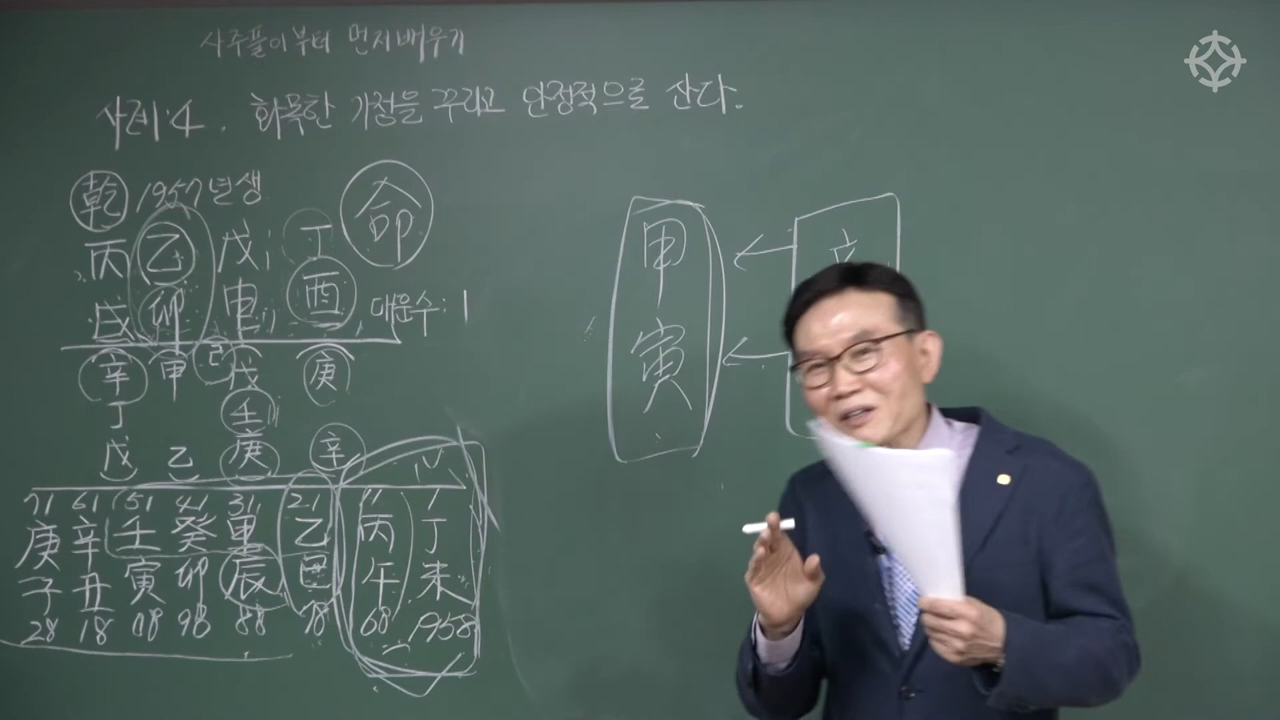 사주풀이부터 먼저배우기
사례:4. 화목한 가정을 꾸리고 안정적으로 산다.
乾 1957년생 命
丙 乙 戊 丁
戌 卯 申 酉 대운수:1
辛 甲 戊 庚
丁 壬
戊 乙 庚 辛
71 61 51 41 31 21 11 1
庚 辛 壬 癸 甲 乙 丙 丁
子 丑 寅 卯 辰 巳 午 未
28 18 08 98 88 78 68 1958
甲
寅